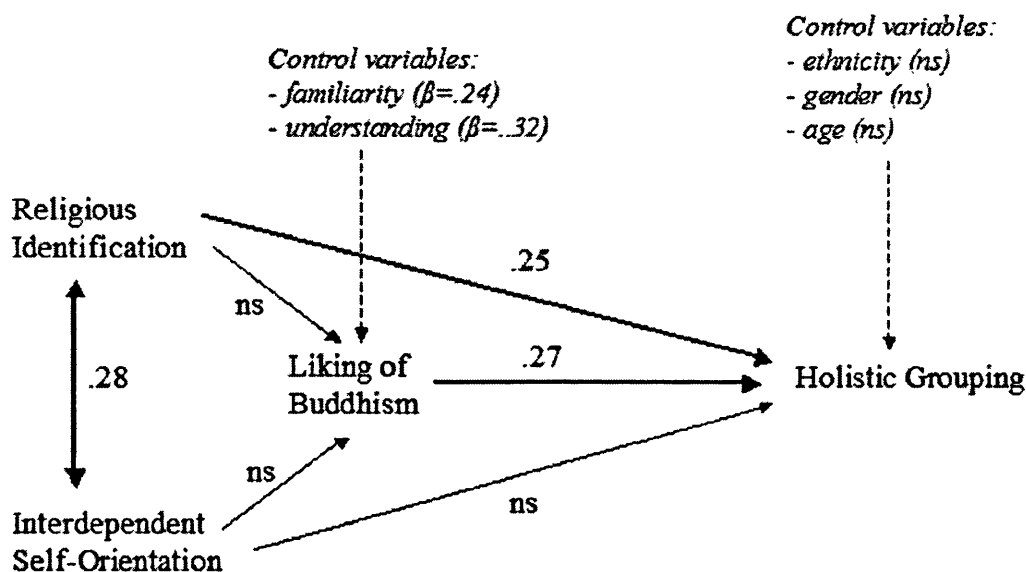 Control variables:
- familiarity (β=.24)
- understanding (β=..32)
Control variables:
- ethnicity (ns)
- gender (ns)
- age (ns)
Religious
Identification
.25
ns
.28
Liking of
Buddhism
.27
Holistic Grouping
ns
ns
Interdependent
Self-Orientation